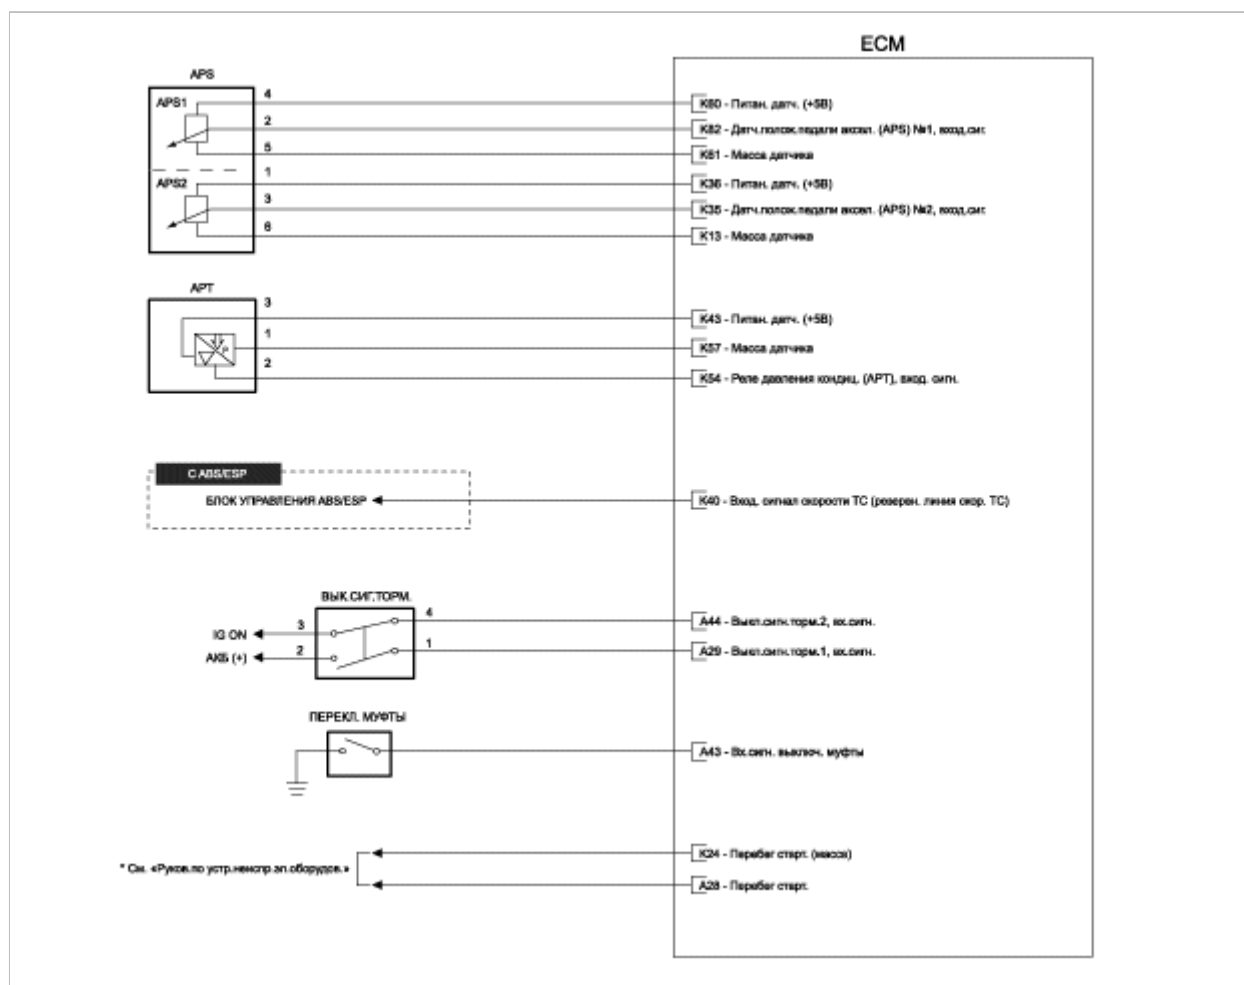 ECM
APS
APS1
4
K60 - Питан. датч. (+5В)
2
K82 - Датч.полож.педали аксел. (APS) №1, вход.сиг.
5
K61 - Масса датчика
APS2
1
K36 - Питан. датч. (+5В)
3
K35 - Датч.полож.педали аксел. (APS) №2, вход.сиг.
6
K13 - Масса датчика
APT
3
K43 - Питан. датч. (+5В)
1
K57 - Масса датчика
2
K54 - Реле давления кондиц. (APT), вход. сигн.
С ABS/ESP
БЛОК УПРАВЛЕНИЯ ABS/ESP
K40 - Вход. сигнал скорости ТС (резерен. линия скор. ТС)
ВЫК.СИГ.ТОРМ.
IG ON
3
4
A44 - Выкл.сигн.торм.2, вх.сигн.
АКБ (+)
2
1
A29 - Выкл.сигн.торм.1, вх.сигн.
ПЕРЕКЛ. МУФТЫ
A43 - Вх.сигн. выключ. муфты
* См. «Руков.по устр.неиспр.эл.оборудов.»
K24 - Перебег старт. (масса)
A28 - Перебег старт.